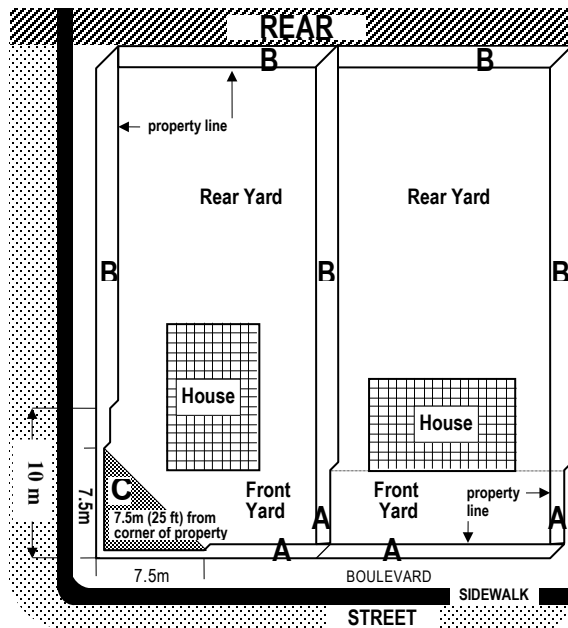 REAR
B
B
property line
Rear Yard
Rear Yard
B
B
B
House
House
10 m
7.5m
C
7.5m (25 ft) from
corner of property
Front
Yard
A
Front
Yard
property
line
A
A
A
7.5m
BOULEVARD
SIDEWALK
STREET